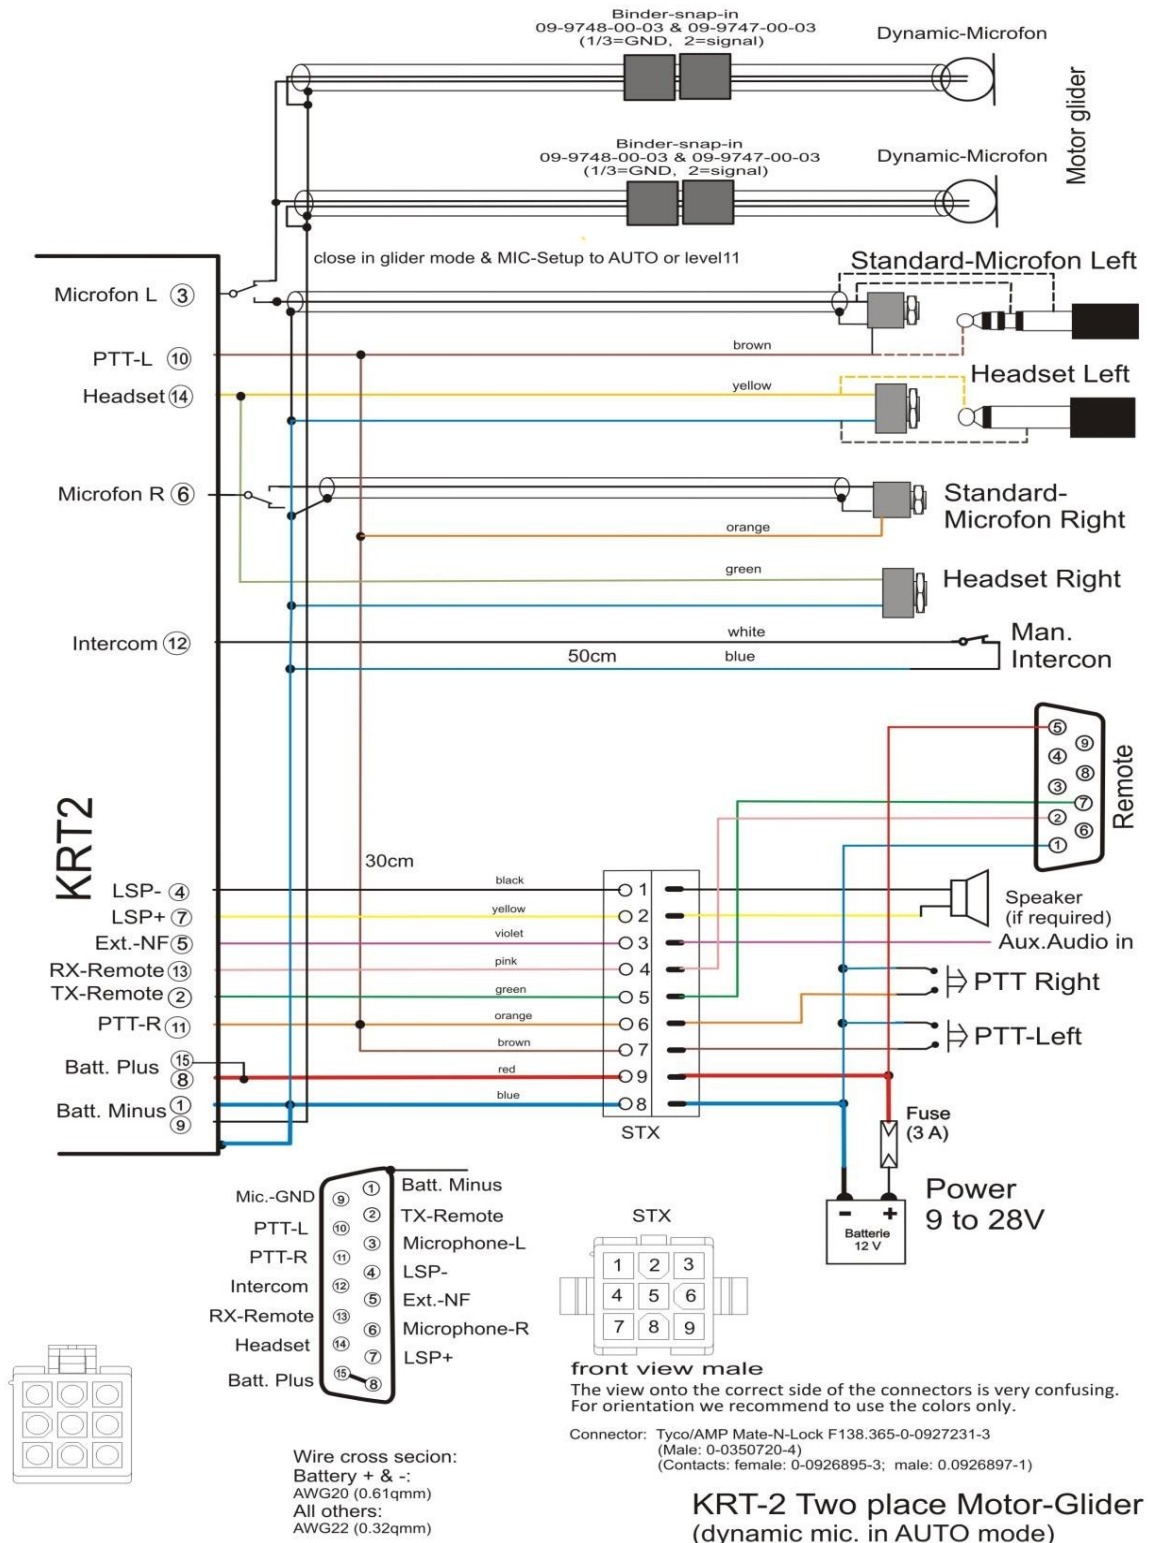 Binder-snap-in
09-9748-00-03 & 09-9747-00-03
(1/3=GND, 2=signal)
Dynamic-Microfon
Motor glider
Binder-snap-in
09-9748-00-03 & 09-9747-00-03
(1/3=GND, 2=signal)
Dynamic-Microfon
close in glider mode & MIC-Setup to AUTO or level11
Standard-Microfon Left
Microfon L 3
brown
PTT-L 10
Headset Left
yellow
Headset 14
Microfon R 6
Standard-
Microfon Right
orange
green
Headset Right
Intercom 12
white
Man.
Intercon
50cm
blue
5
9
4
8
3
7
2
6
1
Remote
KRT2
30cm
LSP- 4
black
1
Speaker
(if required)
LSP+ 7
yellow
2
Ext.-NF 5
violet
3
Aux.Audio in
RX-Remote 13
pink
4
PTT Right
TX-Remote 2
green
5
PTT-R 11
orange
6
PTT-Left
brown
7
Batt. Plus 15
8
red
9
Batt. Minus 1
9
blue
8
STX
Fuse
(3 A)
Power
9 to 28V
- +
Batterie
12 V
Mic.-GND 9
1 Batt. Minus
PTT-L 10
2 TX-Remote
PTT-R 11
3 Microphone-L
Intercom 12
4 LSP-
RX-Remote 13
5 Ext.-NF
Headset 14
6 Microphone-R
Batt. Plus 15
7 LSP+
8
STX
1 2 3
4 5 6
7 8 9
front view male
The view onto the correct side of the connectors is very confusing.
For orientation we recommend to use the colors only.
Connector: Tyco/AMP Mate-N-Lock F138.365-0-0927231-3
(Male: 0-0350720-4)
(Contacts: female: 0-0926895-3; male: 0.0926897-1)
Wire cross secion:
Battery + & -:
AWG20 (0.61qmm)
All others:
AWG22 (0.32qmm)
KRT-2 Two place Motor-Glider
(dynamic mic. in AUTO mode)